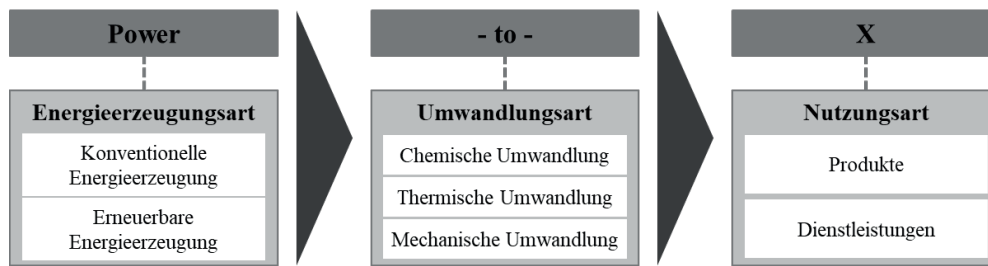 Power
Energieerzeugungsart
Konventionelle
Energieerzeugung
Erneuerbare
Energieerzeugung
- to -
Umwandlungsart
Chemische Umwandlung
Thermische Umwandlung
Mechanische Umwandlung
X
Nutzungsart
Produkte
Dienstleistungen